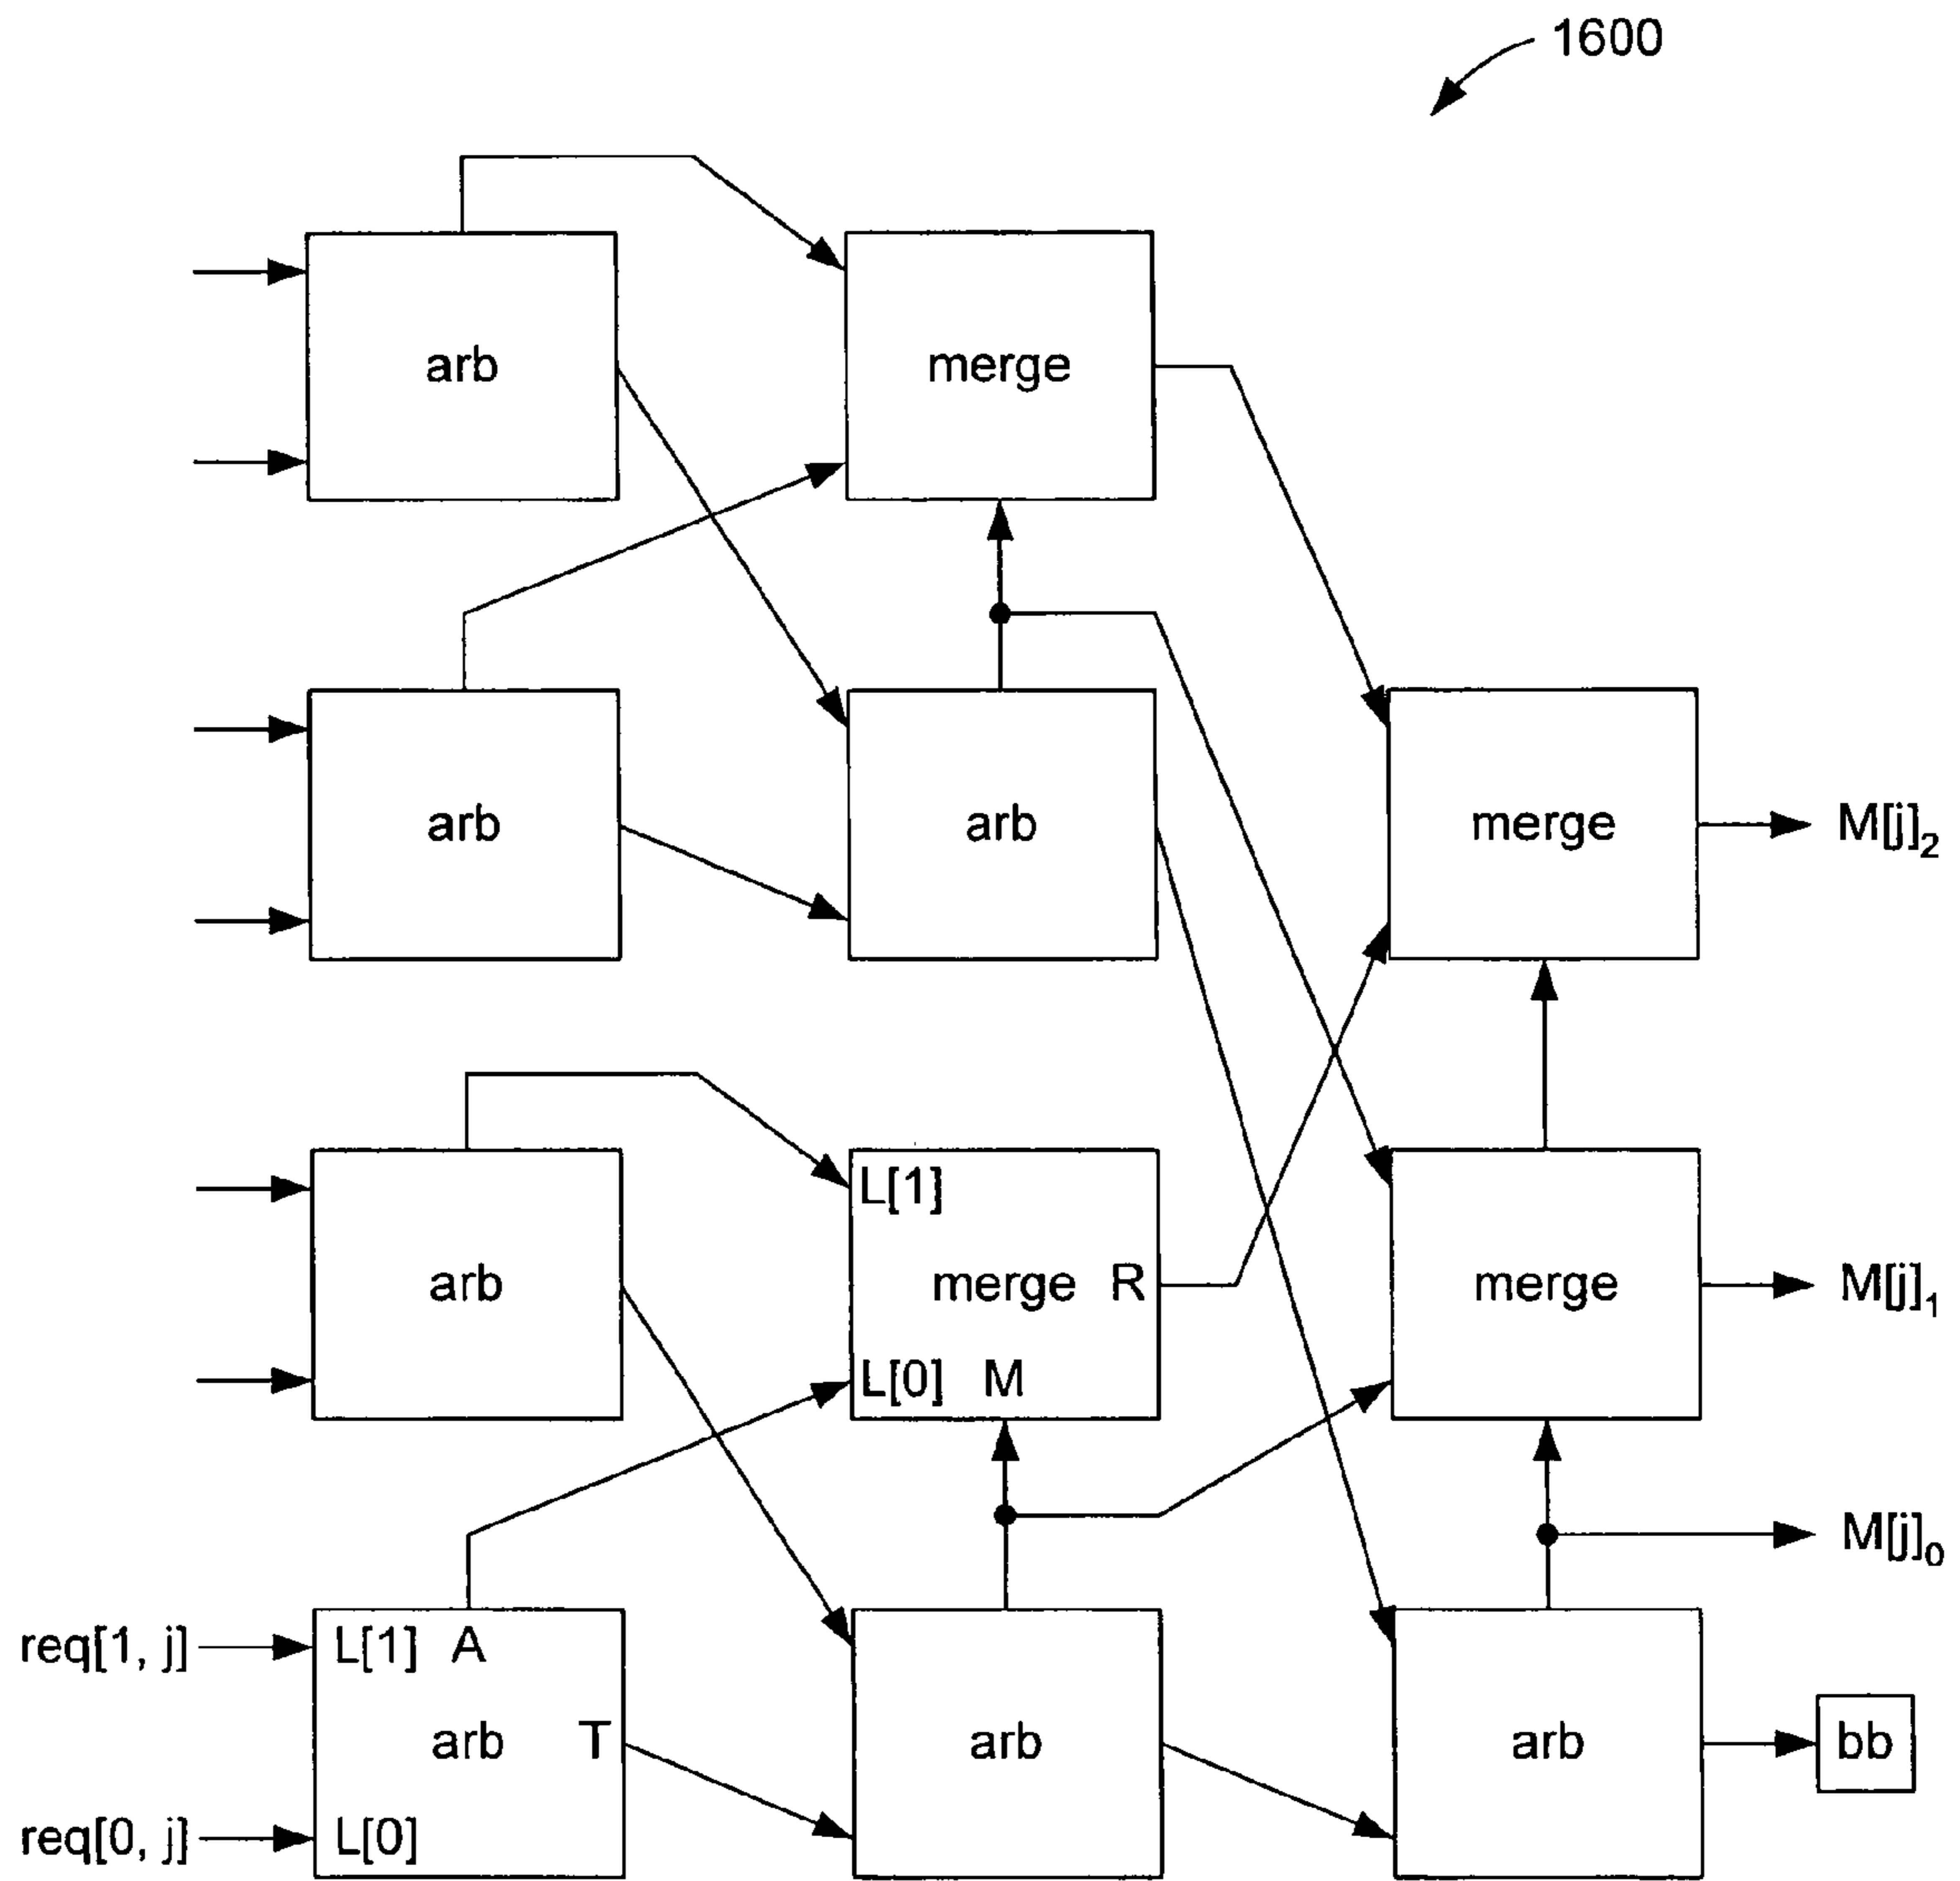 1600
arb
merge
arb
arb
merge
M[j]2
L[1]
arb
merge R
merge
M[j]1
L[0] M
M[j]0
req[1, j]
L[1] A
arb T
arb
arb
bb
req[0, j]
L[0]